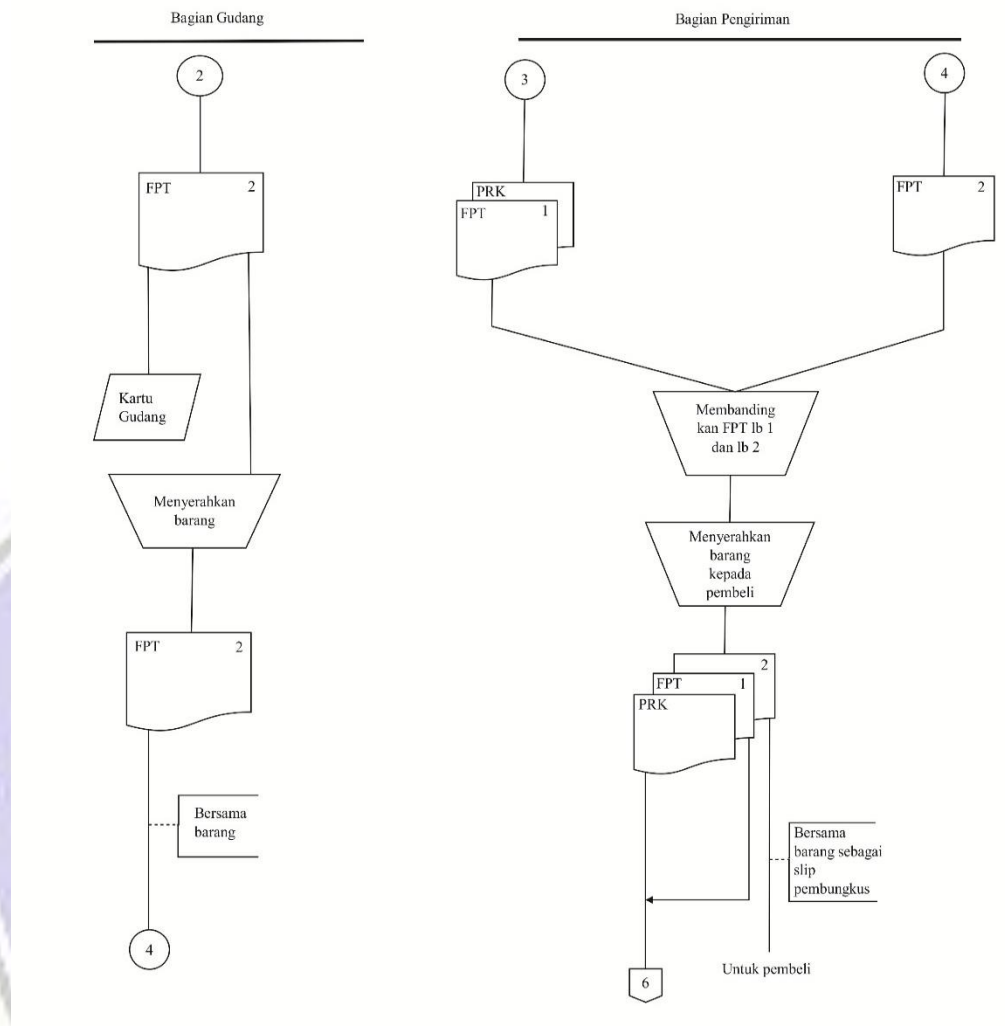 Bagian Gudang
2
FPT 2
Kartu
Gudang
Menyerahkan
barang
FPT 2
Bersama
barang
4
Bagian Pengiriman
3
4
PRK
FPT 1
FPT 2
Membanding
kan FPT lb 1
dan lb 2
Menyerahkan
barang
kepada
pembeli
2
FPT 1
PRK
Bersama
barang sebagai
slip
pembungkus
Untuk pembeli
6